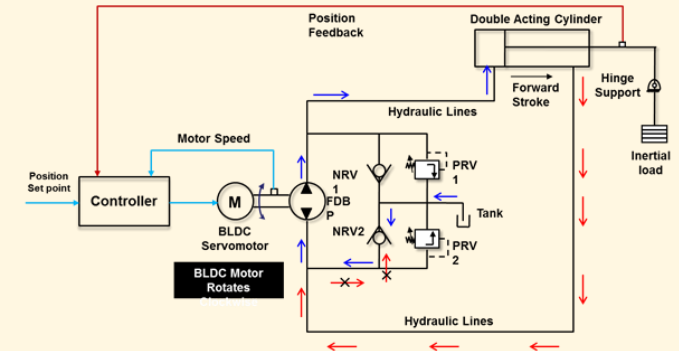 Position
Feedback
Double Acting Cylinder
Forward
Stroke
Hinge
Support
Hydraulic Lines
Inertial
load
Motor Speed
Position
Set point
Controller
M
BLDC
Servomotor
NRV
1
FDB
P
NRV2
PRV
1
Tank
PRV
2
BLDC Motor
Rotates
Hydraulic Lines